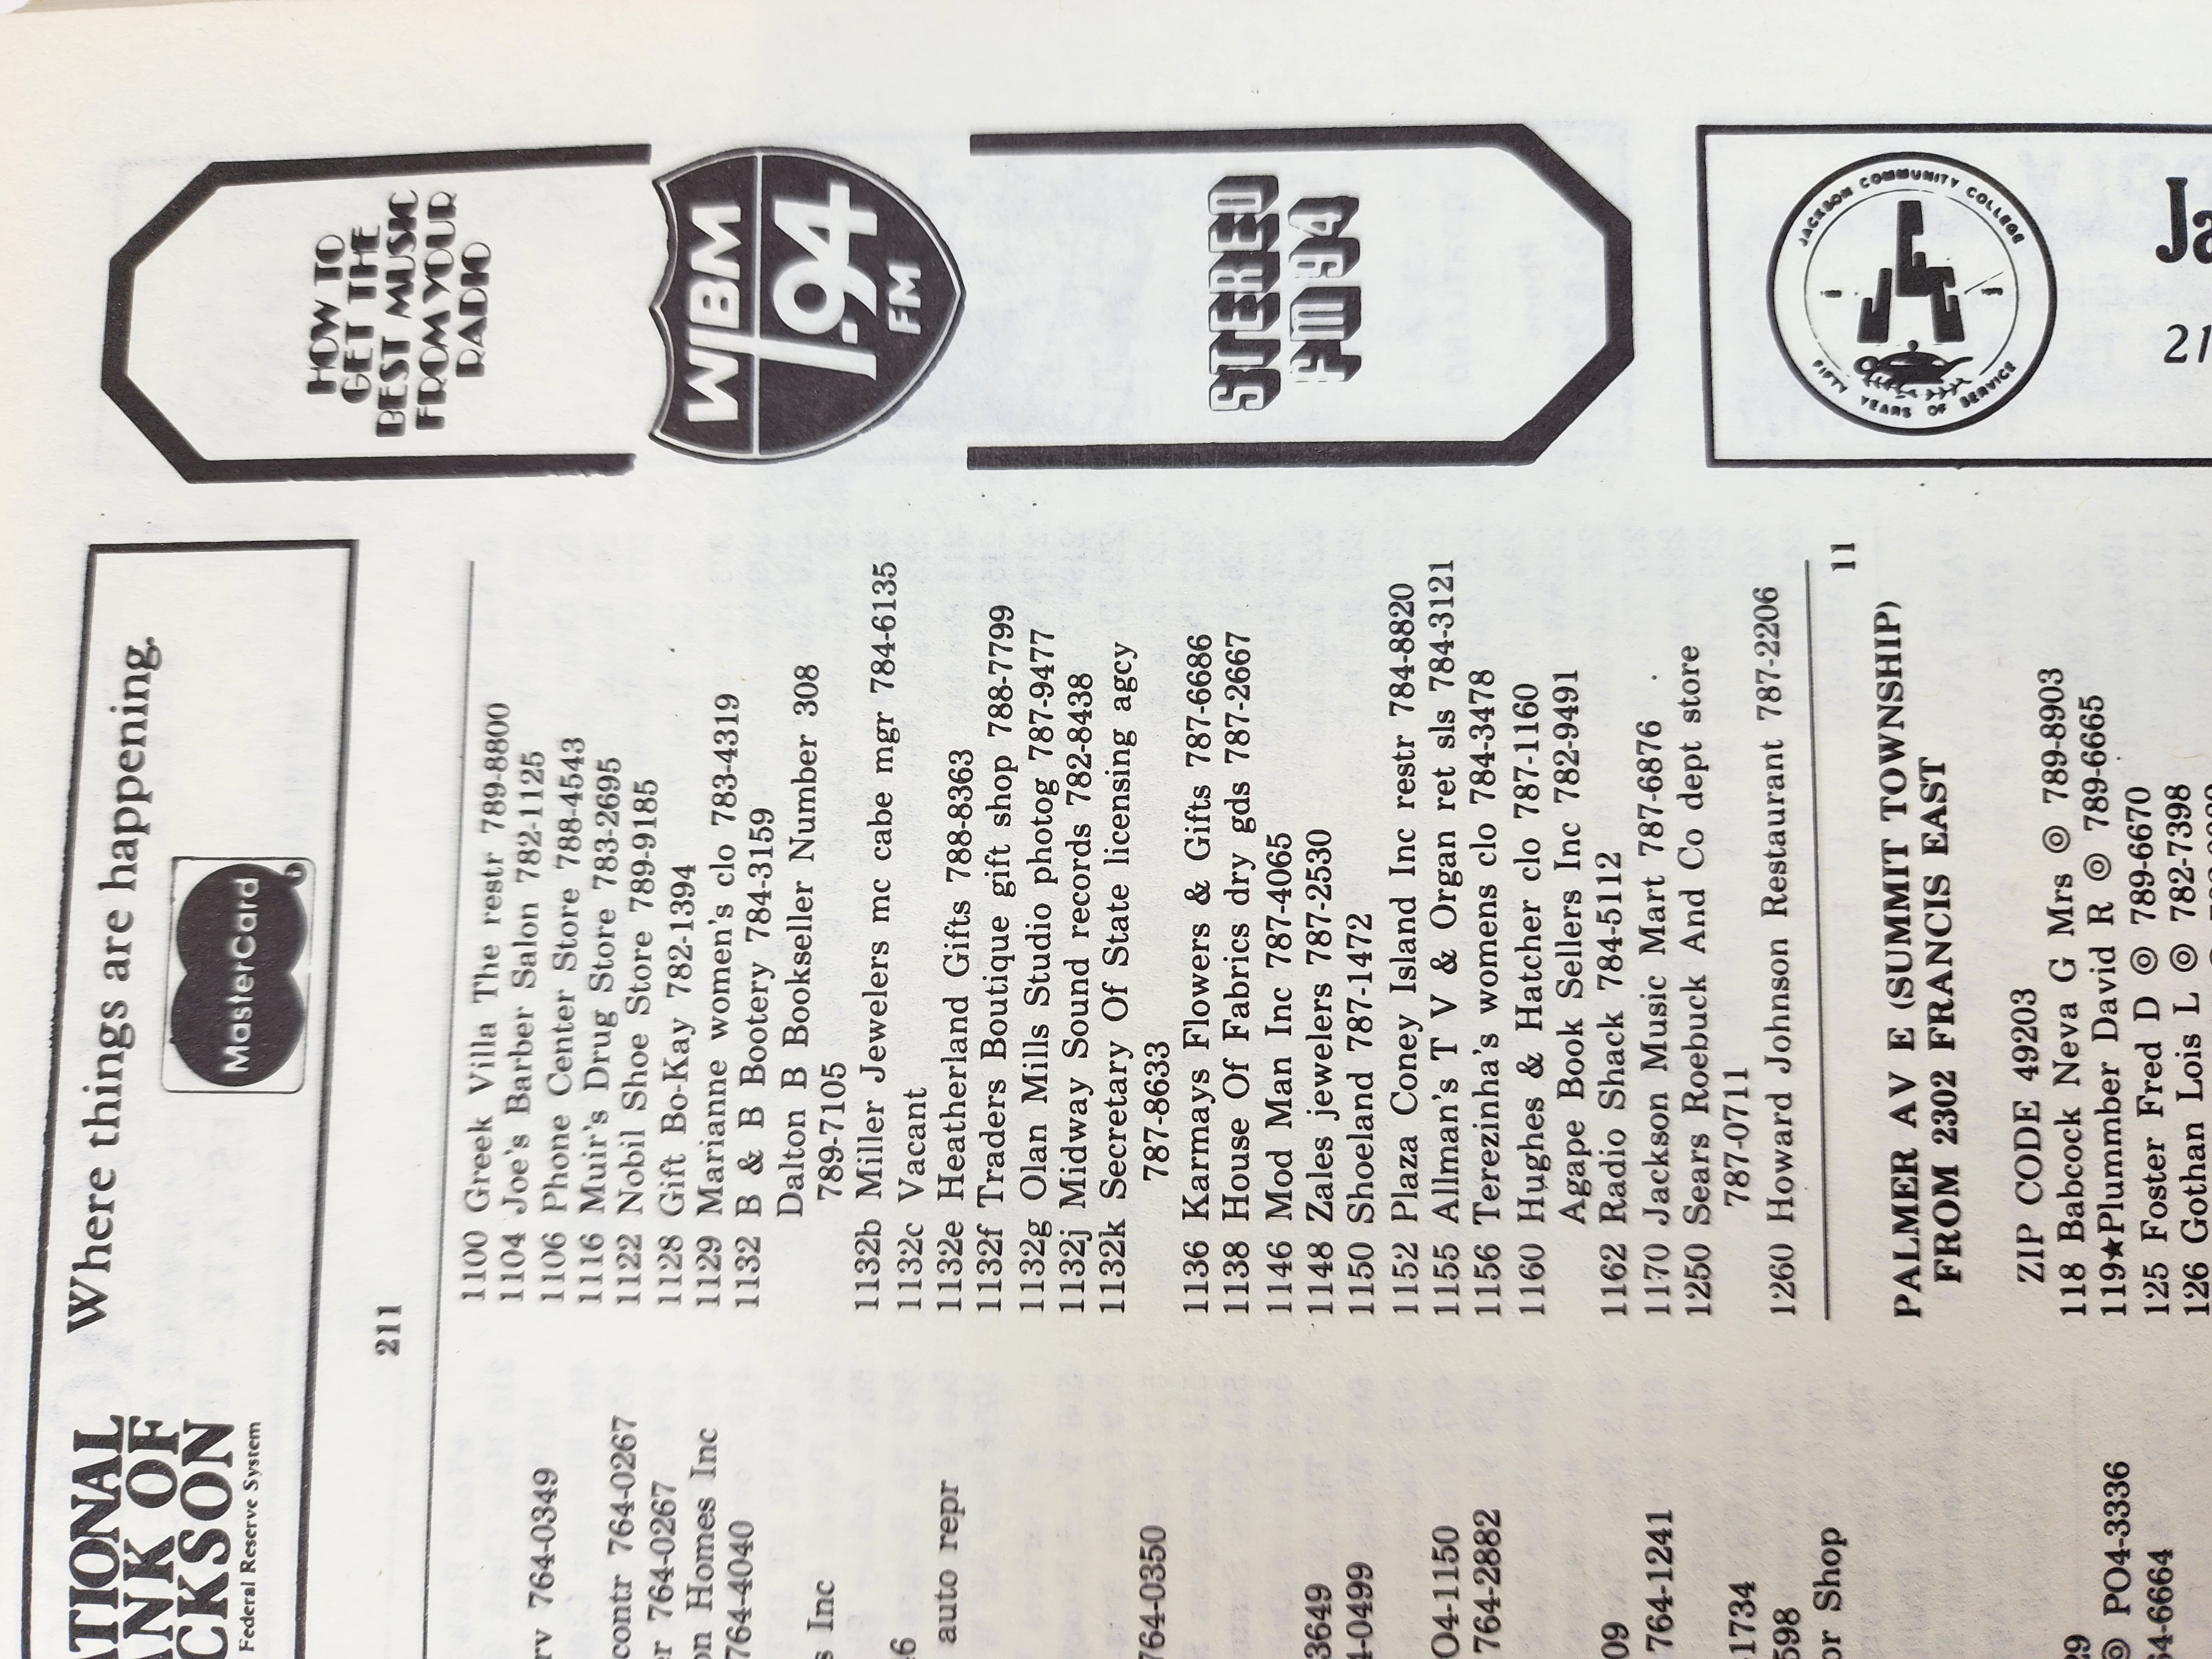 ATIONAL
ANK OF
CKSON
Federal Reserve System
Where things are happening.
MasterCard
211
rv 764-0349
contr 764-0267
r 764-0267
on Homes Inc
764-4040
s Inc
6
auto repr
764-0350
3649
4-0499
O4-1150
764-2882
09
764-1241
-1734
598
or Shop
29
◎ PO4-3336
64-6664
1100 Greek Villa The restr 789-8800
1104 Joe's Barber Salon 782-1125
1106 Phone Center Store 788-4543
1116 Muir's Drug Store 783-2695
1122 Nobil Shoe Store 789-9185
1128 Gift Bo-Kay 782-1394
1129 Marianne women's clo 783-4319
1132 B & B Bootery 784-3159
Dalton B Bookseller Number 308
789-7105
1132b Miller Jewelers mc cabe mgr 784-6135
1132c Vacant
1132e Heatherland Gifts 788-8363
1132f Traders Boutique gift shop 788-7799
1132g Olan Mills Studio photog 787-9477
1132j Midway Sound records 782-8438
1132k Secretary Of State licensing agcy
787-8633
1136 Karmays Flowers & Gifts 787-6686
1138 House Of Fabrics dry gds 787-2667
1146 Mod Man Inc 787-4065
1148 Zales jewelers 787-2530
1150 Shoeland 787-1472
1152 Plaza Coney Island Inc restr 784-8820
1155 Allman's T V & Organ ret sls 784-3121
1156 Terezinha's womens clo 784-3478
1160 Hughes & Hatcher clo 787-1160
Agape Book Sellers Inc 782-9491
1162 Radio Shack 784-5112
1170 Jackson Music Mart 787-6876
1250 Sears Roebuck And Co dept store
787-0711
1260 Howard Johnson Restaurant 787-2206
11
PALMER AV E (SUMMIT TOWNSHIP)
FROM 2302 FRANCIS EAST
ZIP CODE 49203
118 Babcock Neva G Mrs ◎ 789-8903
119★Plummber David R ◎ 789-6665
125 Foster Fred D ◎ 789-6670
126 Gothan Lois L ◎ 782-7398
HOW TO
GET THE
BEST MUSIC
FROM YOUR
RADIO
WJBM
I·94
FM
STEREO
FM 94
JACKSON COMMUNITY COLLEGE
FIFTY YEARS OF SERVICE
Ja
21